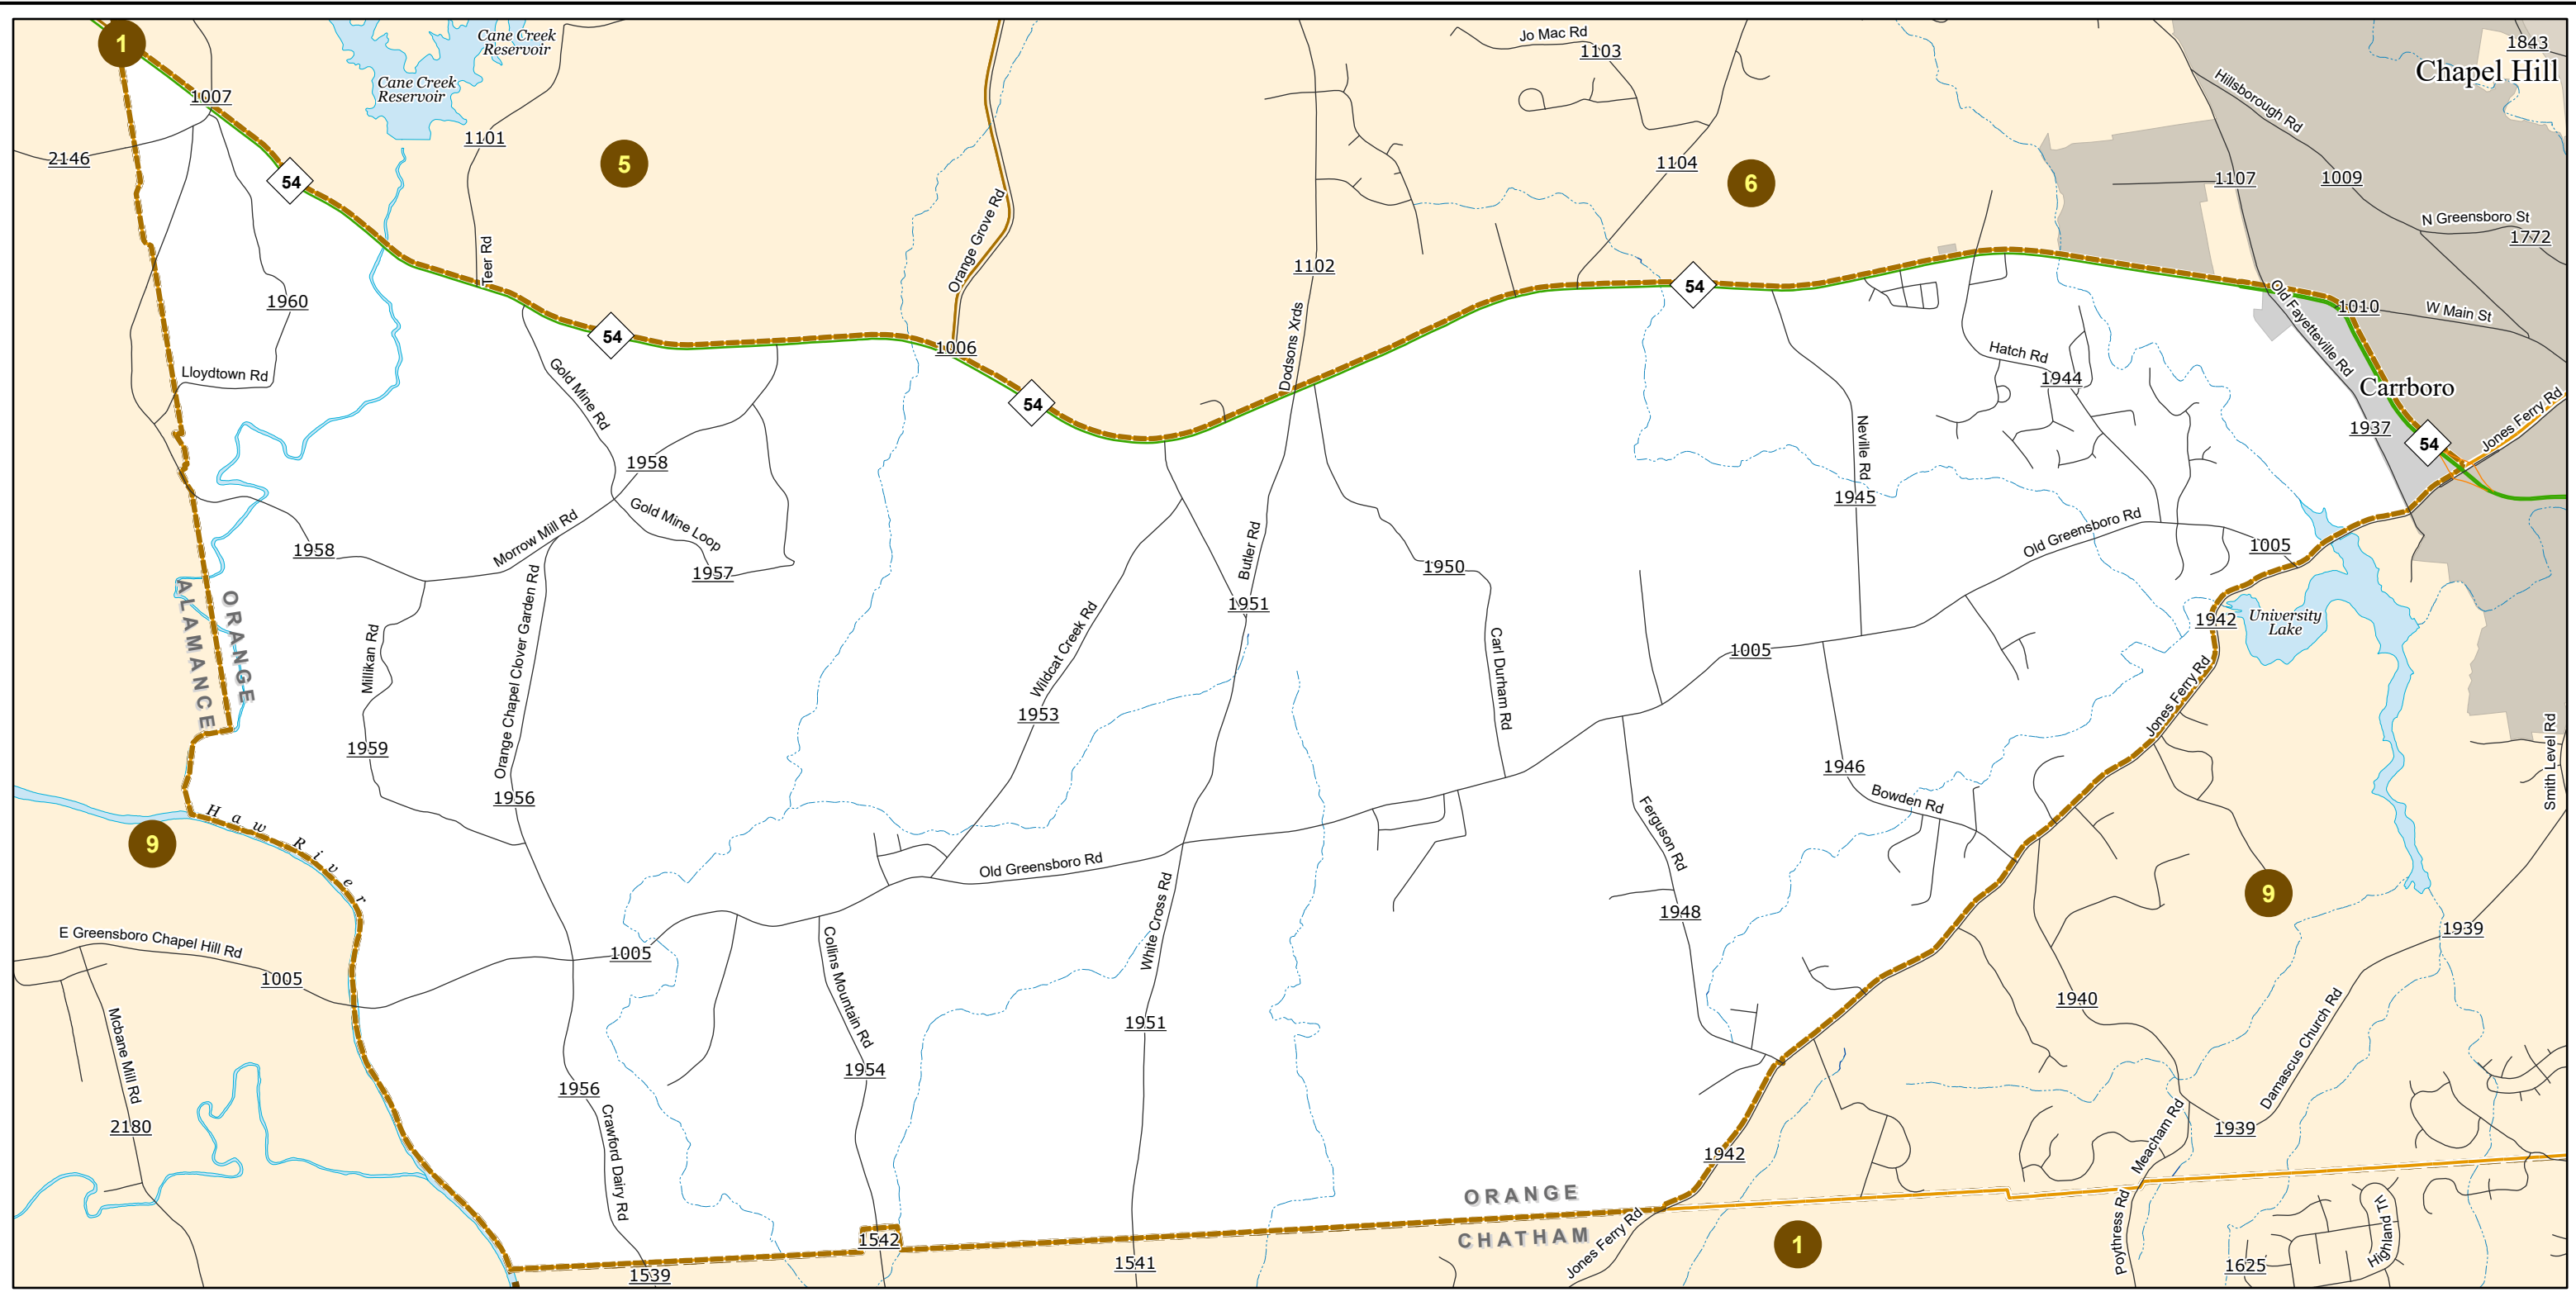 1
Cane Creek
Reservoir
Cane Creek
Reservoir
Jo Mac Rd
1103
1843
Chapel Hill
1007
Hillsborough Rd
1101
2146
5
1104
6
1107
1009
54
N Greensboro St
1772
Teer Rd
Orange Grove Rd
1102
54
1960
Old Fayetteville Rd
1010
W Main St
54
1006
Dodsons Xrds
Hatch Rd
1944
Lloydtown Rd
Gold Mine Rd
54
Carrboro
1937
Jones Ferry Rd
54
Neville Rd
1958
1945
Gold Mine Loop
Morrow Mill Rd
Old Greensboro Rd
1005
1958
Butler Rd
1957
1950
ALAMANCE
ORANGE
1951
1942
University
Lake
Millikan Rd
Orange Chapel Clover Garden Rd
Wildcat Creek Rd
Carl Durham Rd
1005
Jones Ferry Rd
1953
1959
Smith Level Rd
1946
1956
Bowden Rd
Haw River
9
Ferguson Rd
Old Greensboro Rd
9
1948
White Cross Rd
1939
E Greensboro Chapel Hill Rd
1005
Collins Mountain Rd
1005
1940
1951
Mcbane Mill Rd
Damascus Church Rd
1954
1956
2180
Crawford Dairy Rd
Meacham Rd
1939
1942
ORANGE
CHATHAM
1542
Jones Ferry Rd
1
Poythress Rd
Highland Trl
1541
1539
1625